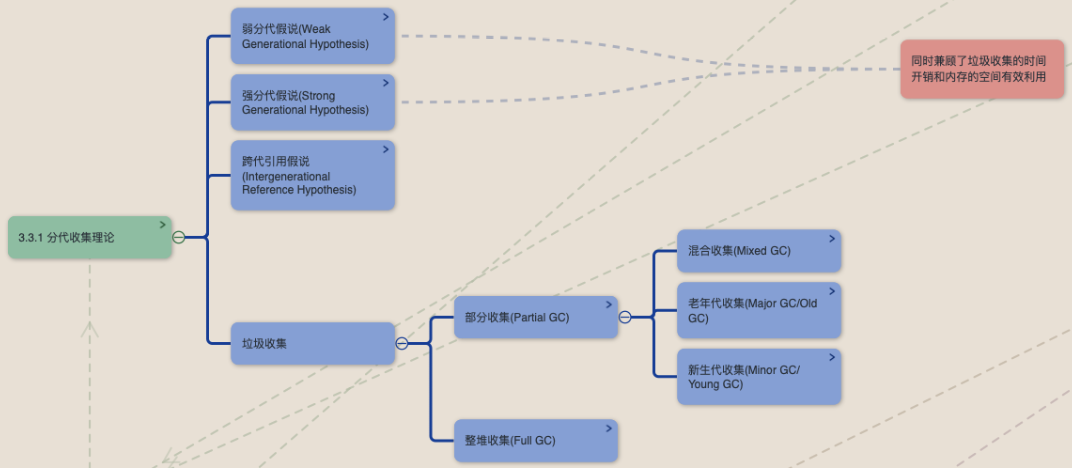 弱分代假说(Weak
Generational Hypothesis)
同时兼顾了垃圾收集的时间
开销和内存的空间有效利用
强分代假说(Strong
Generational Hypothesis)
跨代引用假说
(Intergenerational
Reference Hypothesis)
3.3.1 分代收集理论
混合收集(Mixed GC)
老年代收集(Major GC/Old
GC)
部分收集(Partial GC)
垃圾收集
新生代收集(Minor GC/
Young GC)
整堆收集(Full GC)